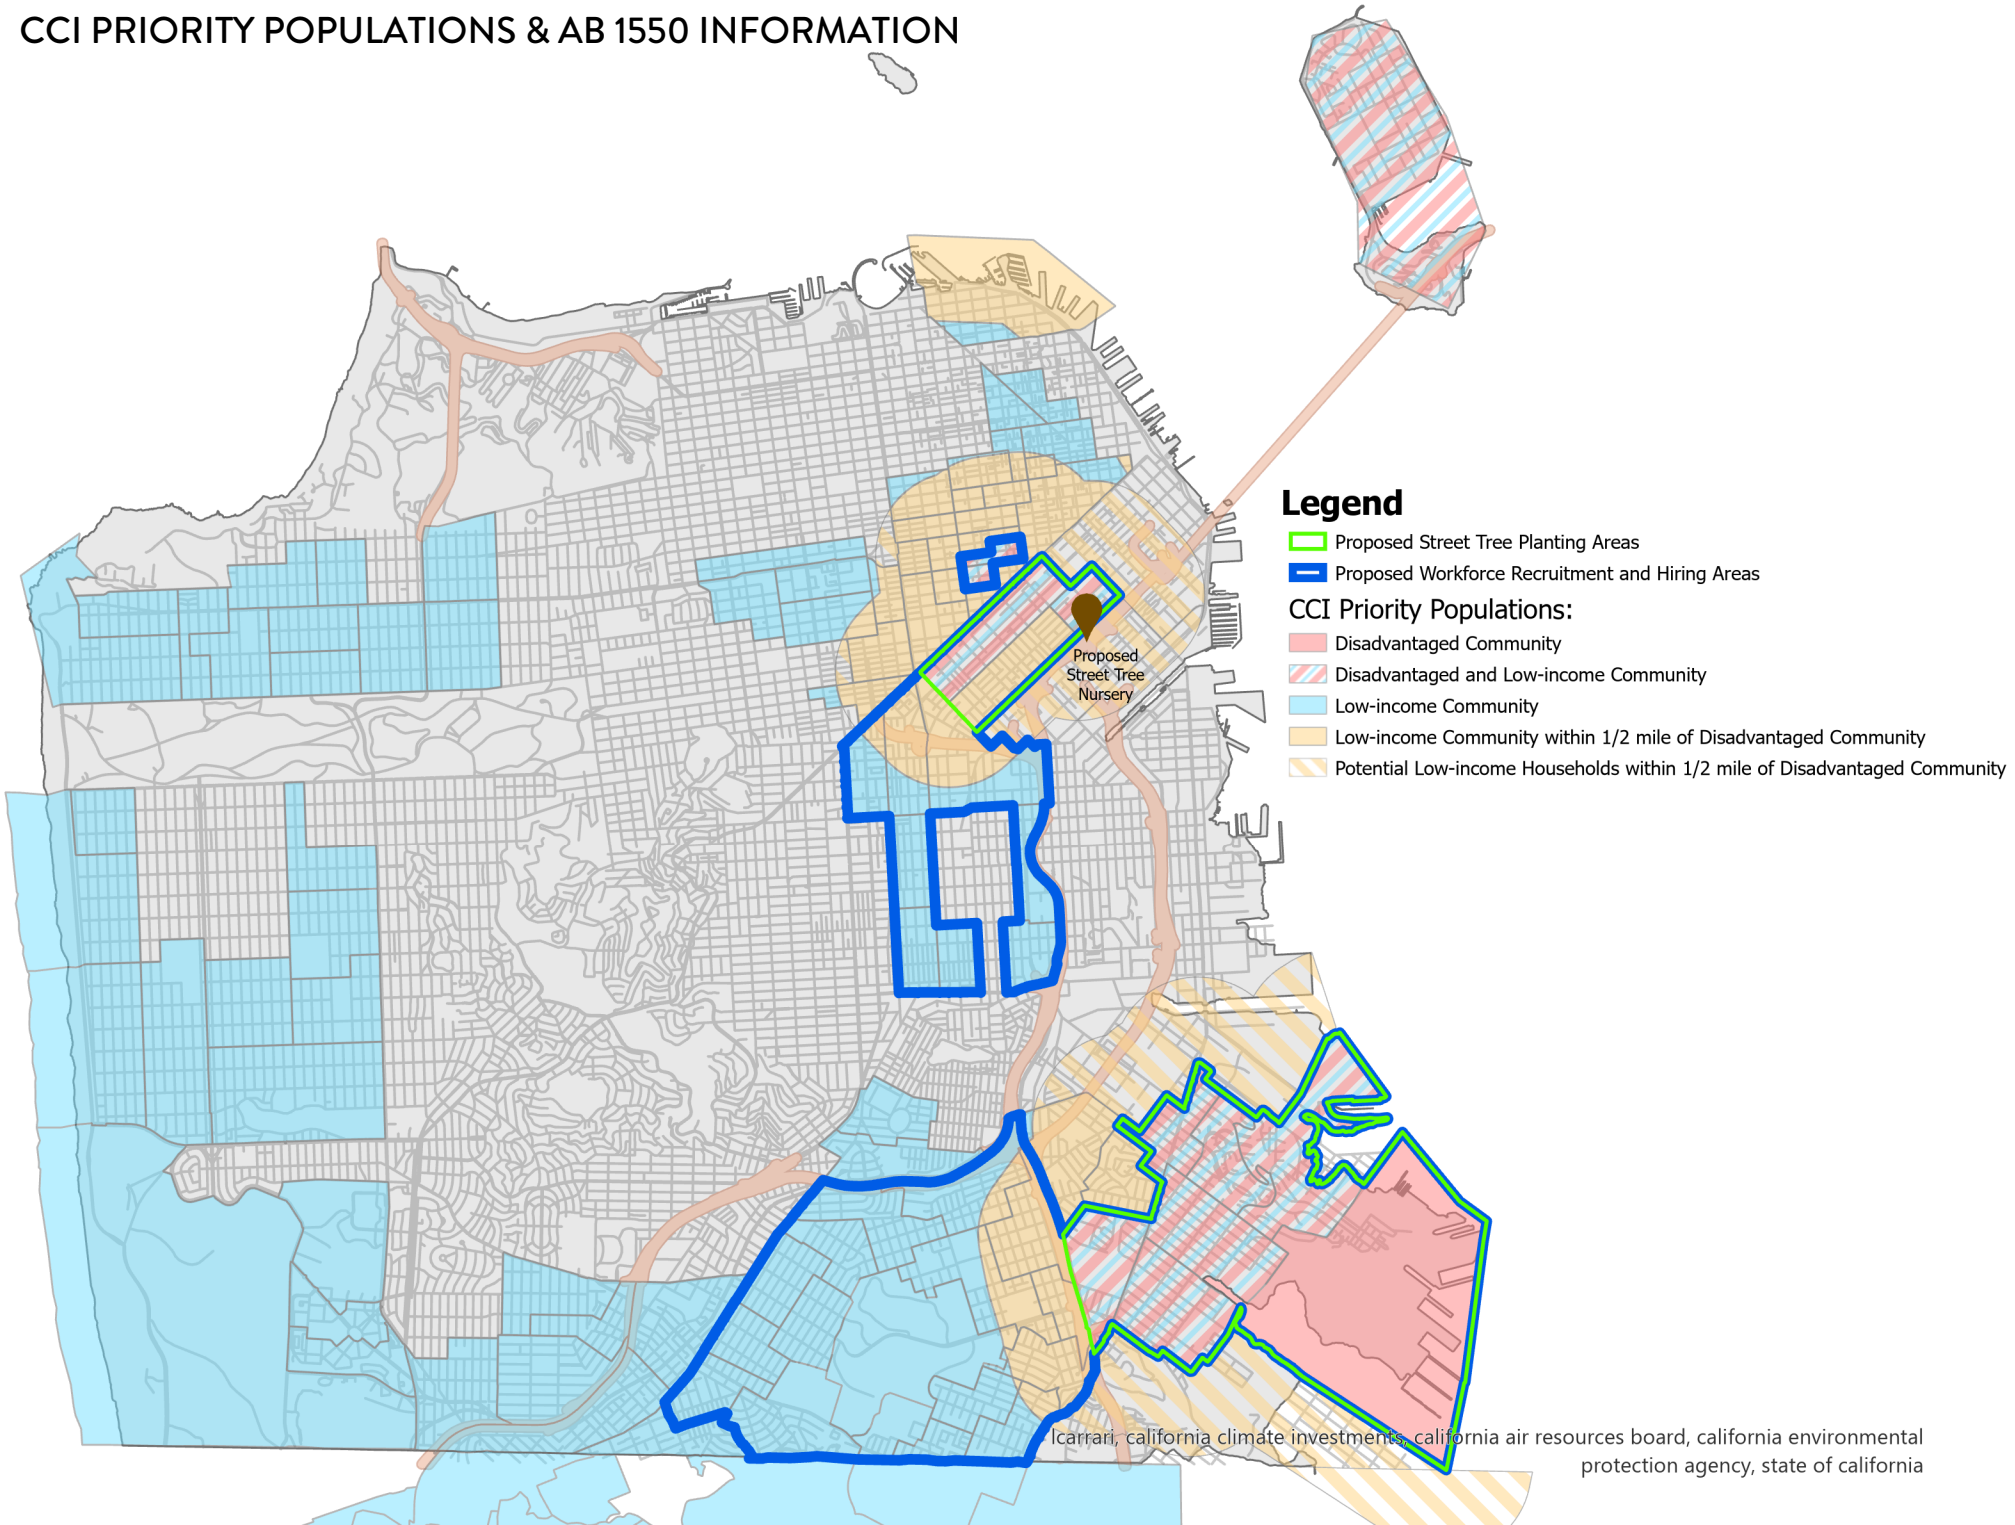 CCI PRIORITY POPULATIONS & AB 1550 INFORMATION
Legend
Proposed Street Tree Planting Areas
Proposed Workforce Recruitment and Hiring Areas
CCI Priority Populations:
Disadvantaged Community
Disadvantaged and Low-income Community
Low-income Community
Low-income Community within 1/2 mile of Disadvantaged Community
Potential Low-income Households within 1/2 mile of Disadvantaged Community
Proposed
Street Tree
Nursery
lcarrari, california climate investments, california air resources board, california environmental
protection agency, state of california